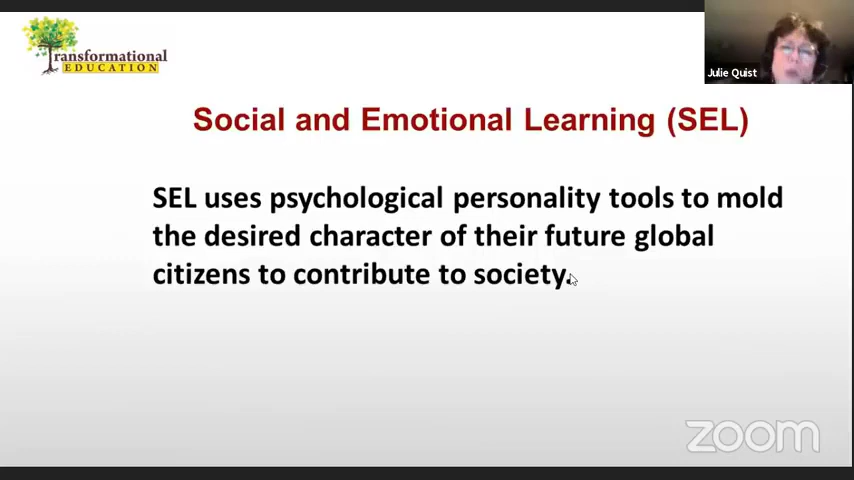 Transformational
EDUCATION
Julie Quist
Social and Emotional Learning (SEL)
SEL uses psychological personality tools to mold
the desired character of their future global
citizens to contribute to society.
zoom